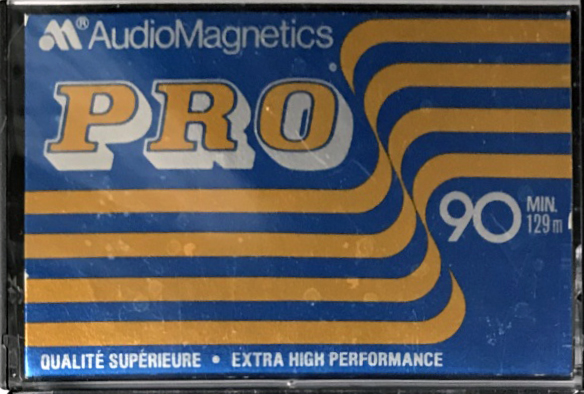 M® AudioMagnetics
PRO
90 MIN.
129 m
QUALITÉ SUPÉRIEURE • EXTRA HIGH PERFORMANCE